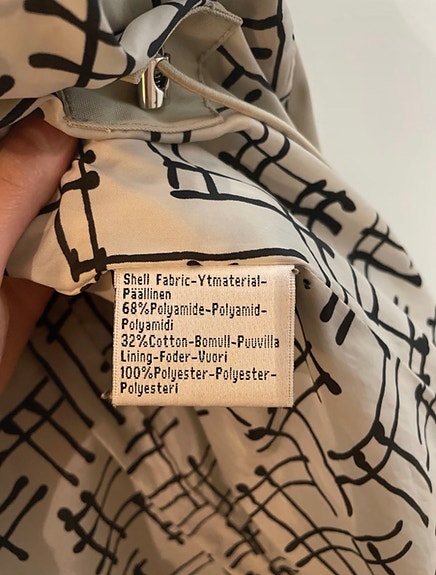 Shell Fabric-Ytmaterial-
Päällinen
68%Polyamide-Polyamid-
Polyamidi
32%Cotton-Bomull-Puuvilla
Lining-Foder-Vuori
100%Polyester-Polyester-
Polyesteri